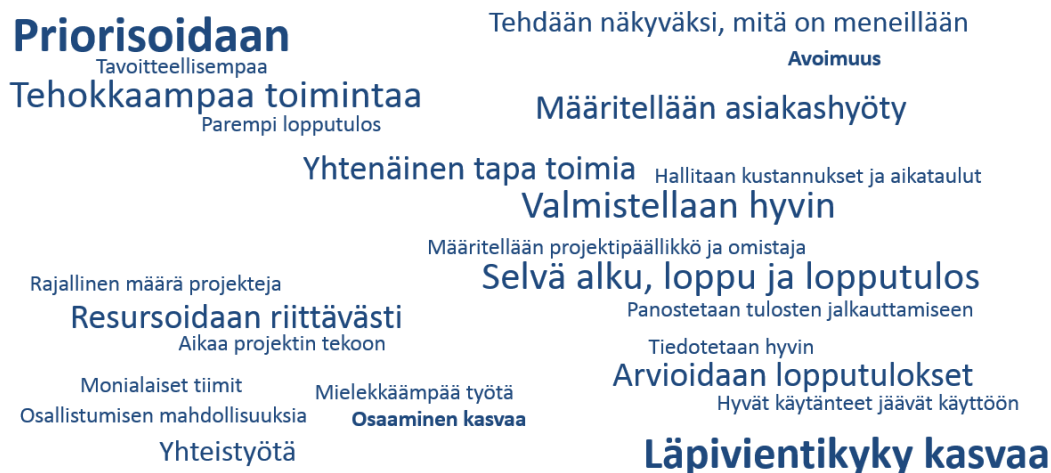 Priorisoidaan
Tehdään näkyväksi, mitä on meneillään
Tavoitteellisempaa
Avoimuus
Tehokkaampaa toimintaa
Määritellään asiakashyöty
Parempi lopputulos
Yhtenäinen tapa toimia
Hallitaan kustannukset ja aikataulut
Valmistellaan hyvin
Määritellään projektipäällikkö ja omistaja
Selvä alku, loppu ja lopputulos
Rajallinen määrä projekteja
Resursoidaan riittävästi
Panostetaan tulosten jalkauttamiseen
Aikaa projektin tekoon
Tiedotetaan hyvin
Arvioidaan lopputulokset
Monialaiset tiimit
Mielekkäämpää työtä
Hyvät käytänteet jäävät käyttöön
Osallistumisen mahdollisuuksia
Osaaminen kasvaa
Yhteistyötä
Läpivientikyky kasvaa